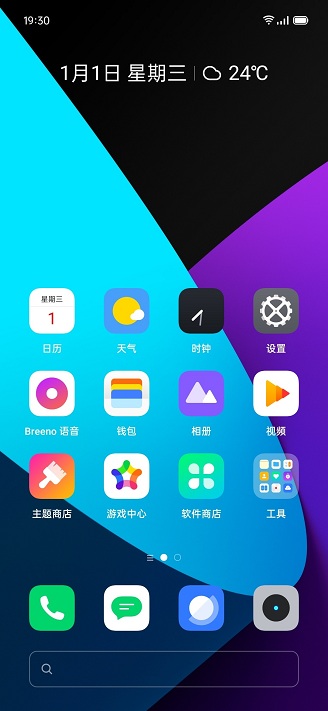 19:30
1月1日 星期三 24℃
星期三
1
日历 天气 时钟 设置
Breeno 语音 钱包 相册 视频
主题商店 游戏中心 软件商店 工具